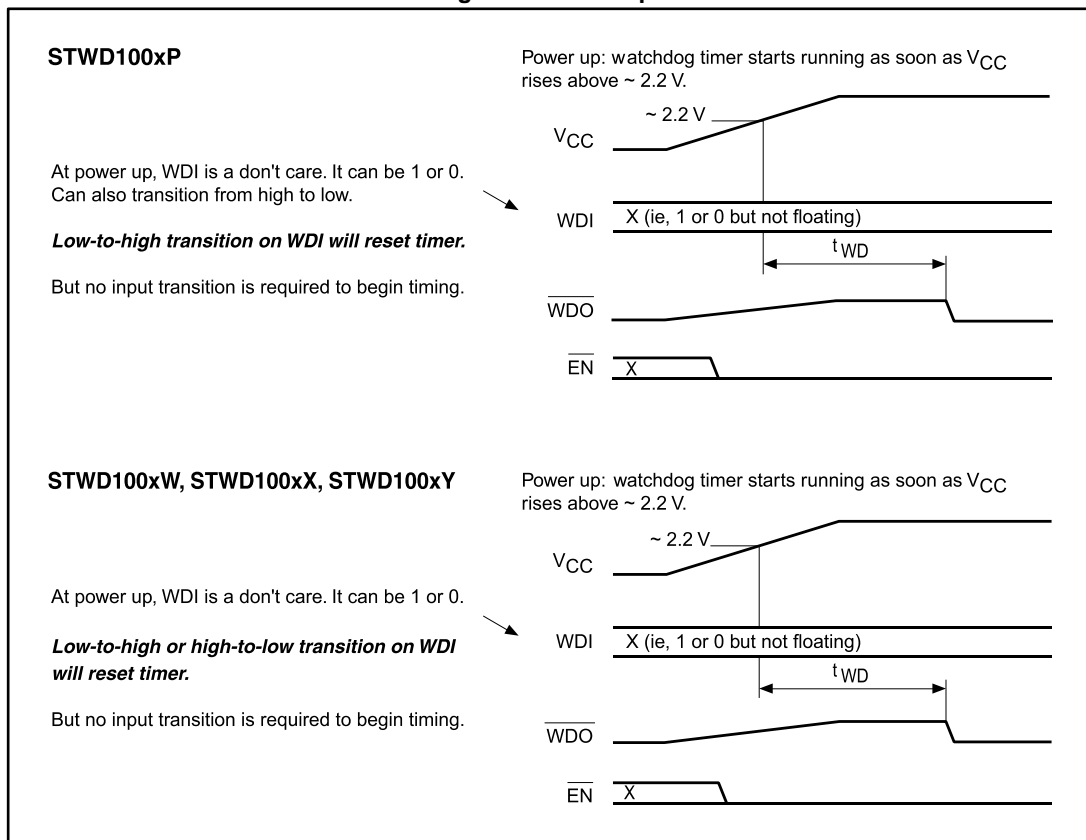 STWD100xP
Power up: watchdog timer starts running as soon as VCC
rises above ~ 2.2 V.
~ 2.2 V
VCC
At power up, WDI is a don't care. It can be 1 or 0.
Can also transition from high to low.
WDI
X (ie, 1 or 0 but not floating)
Low-to-high transition on WDI will reset timer.
tWD
But no input transition is required to begin timing.
WDO
EN
X
STWD100xW, STWD100xX, STWD100xY
Power up: watchdog timer starts running as soon as VCC
rises above ~ 2.2 V.
~ 2.2 V
VCC
At power up, WDI is a don't care. It can be 1 or 0.
WDI
X (ie, 1 or 0 but not floating)
Low-to-high or high-to-low transition on WDI
will reset timer.
tWD
But no input transition is required to begin timing.
WDO
EN
X